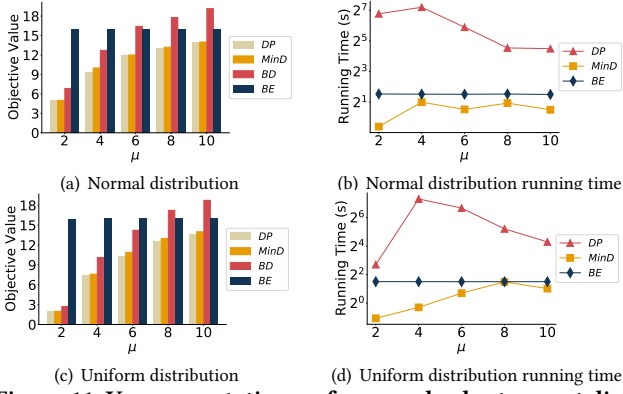 Objective Value
18
15
12
9
6
3
0
2 4 6 8 10
μ
DP
MinD
BD
BE
(a) Normal distribution
Running Time (s)
2^7
2^5
2^3
2^1
2 4 6 8 10
μ
DP
MinD
BE
(b) Normal distribution running time
Objective Value
18
15
12
9
6
3
0
2 4 6 8 10
μ
DP
MinD
BD
BE
(c) Uniform distribution
Running Time (s)
2^6
2^4
2^2
2^0
2 4 6 8 10
μ
DP
MinD
BE
(d) Uniform distribution running time